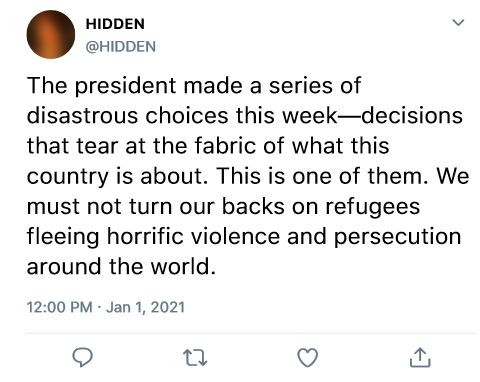 HIDDEN
@HIDDEN
The president made a series of
disastrous choices this week—decisions
that tear at the fabric of what this
country is about. This is one of them. We
must not turn our backs on refugees
fleeing horrific violence and persecution
around the world.
12:00 PM · Jan 1, 2021